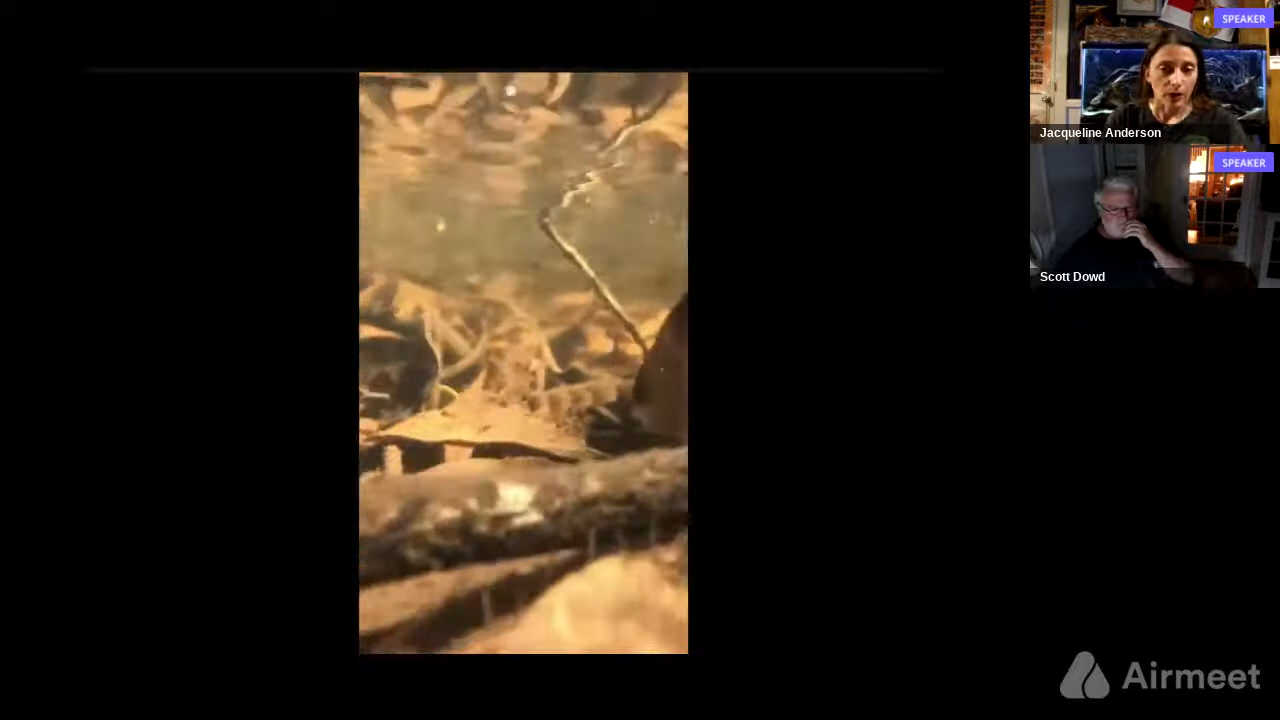 SPEAKER
Jacqueline Anderson
SPEAKER
Scott Dowd
Airmeet